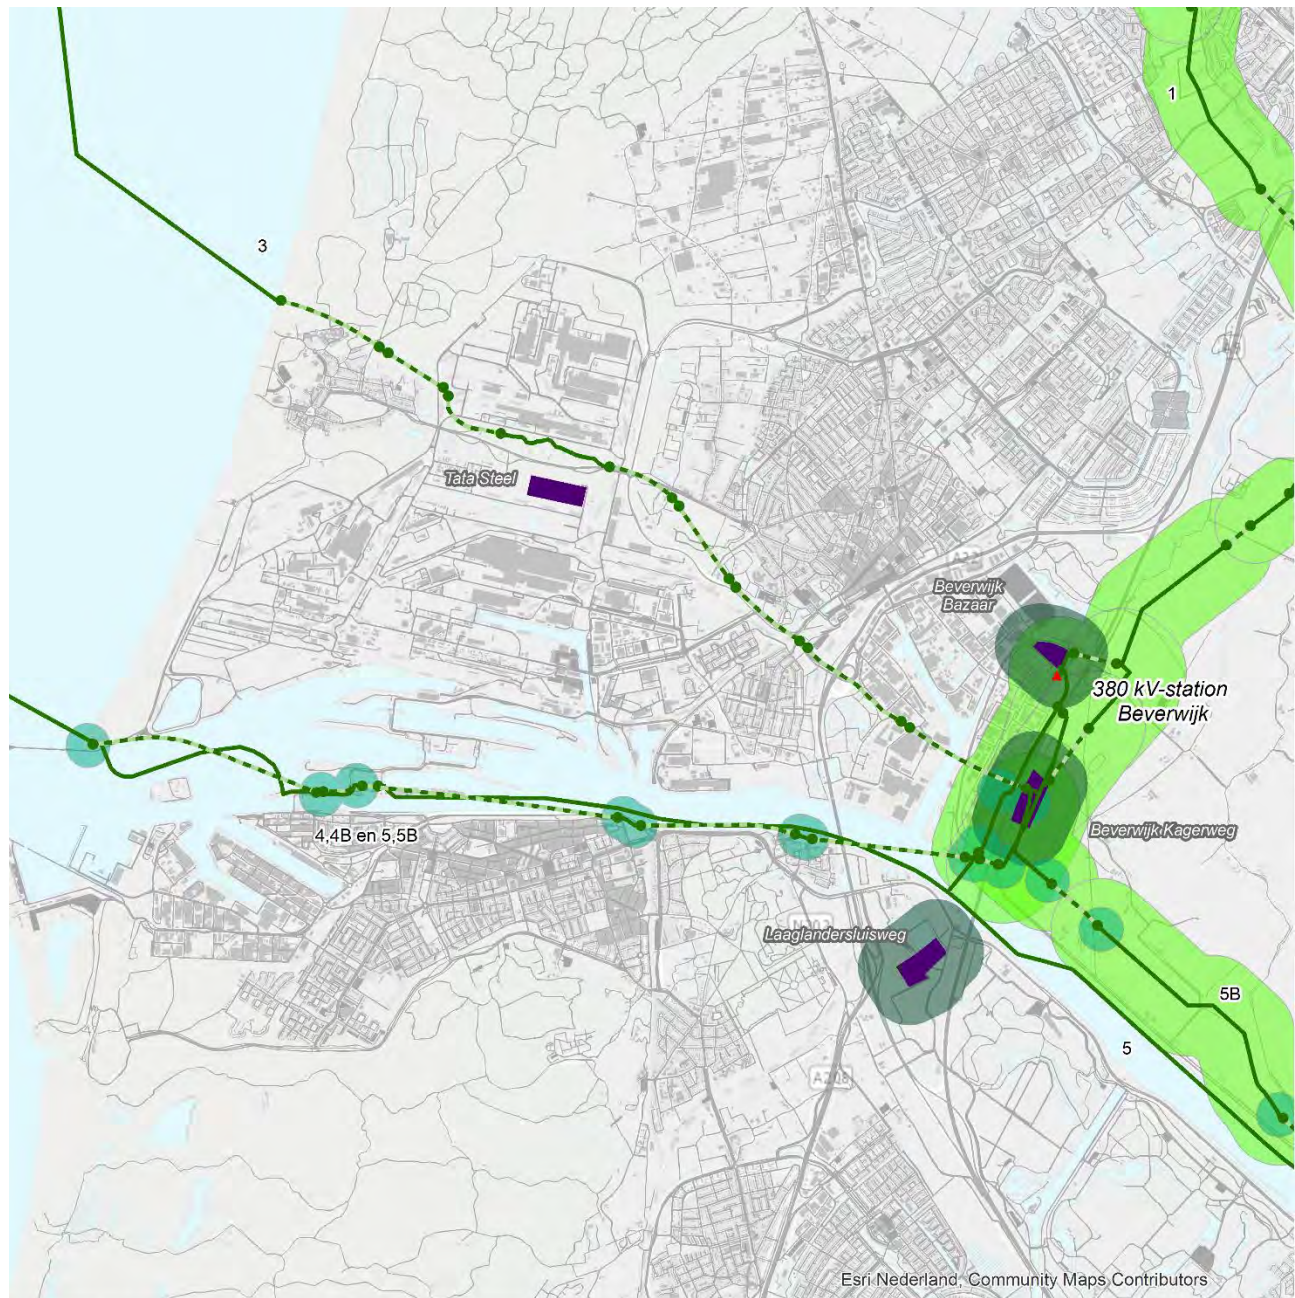 1
3
Tata Steel
A22
Beverwijk
Bazaar
380 kV-station
Beverwijk
4,4B en 5,5B
Beverwijk Kagerweg
Laaglandersluisweg
5B
5
A208
Esri Nederland, Community Maps Contributors